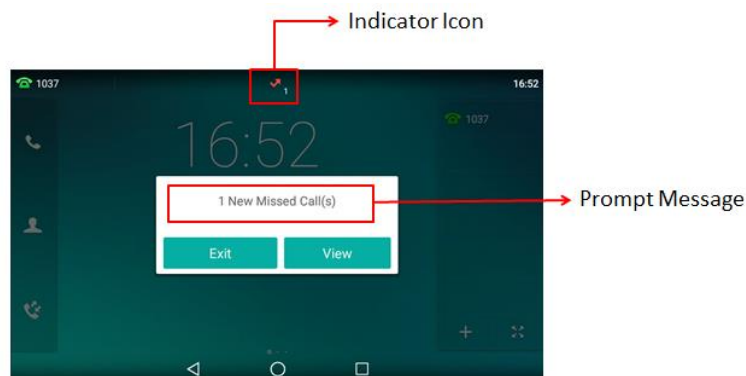 Indicator Icon
1037
1
16:52
16:52
1037
1 New Missed Call(s)
Prompt Message
Exit
View